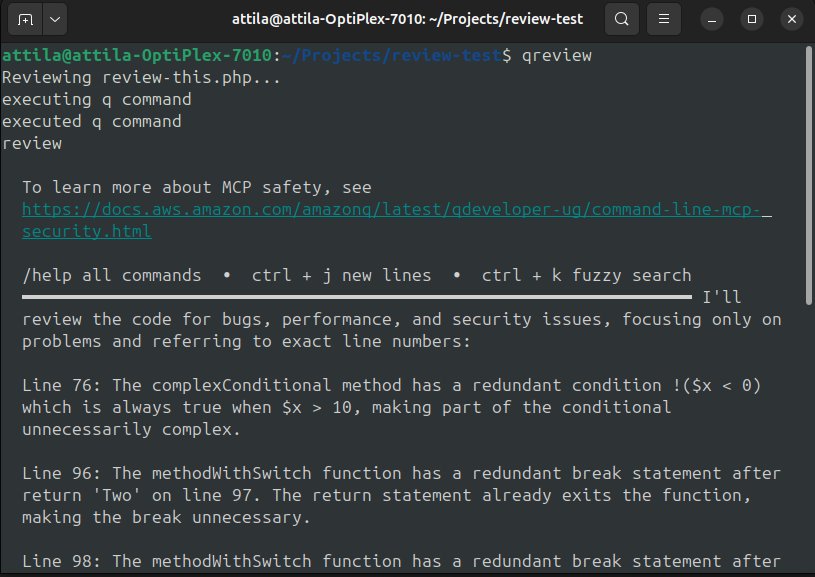 attila@attila-OptiPlex-7010: ~/Projects/review-test
attila@attila-OptiPlex-7010:~/Projects/review-test$ qreview
Reviewing review-this.php...
executing q command
executed q command
review
To learn more about MCP safety, see
https://docs.aws.amazon.com/amazonq/latest/qdeveloper-ug/command-line-mcp-
security.html
/help all commands • ctrl + j new lines • ctrl + k fuzzy search
I'll
review the code for bugs, performance, and security issues, focusing only on
problems and referring to exact line numbers:
Line 76: The complexConditional method has a redundant condition !($x < 0)
which is always true when $x > 10, making part of the conditional
unnecessarily complex.
Line 96: The methodWithSwitch function has a redundant break statement after
return 'Two' on line 97. The return statement already exits the function,
making the break unnecessary.
Line 98: The methodWithSwitch function has a redundant break statement after